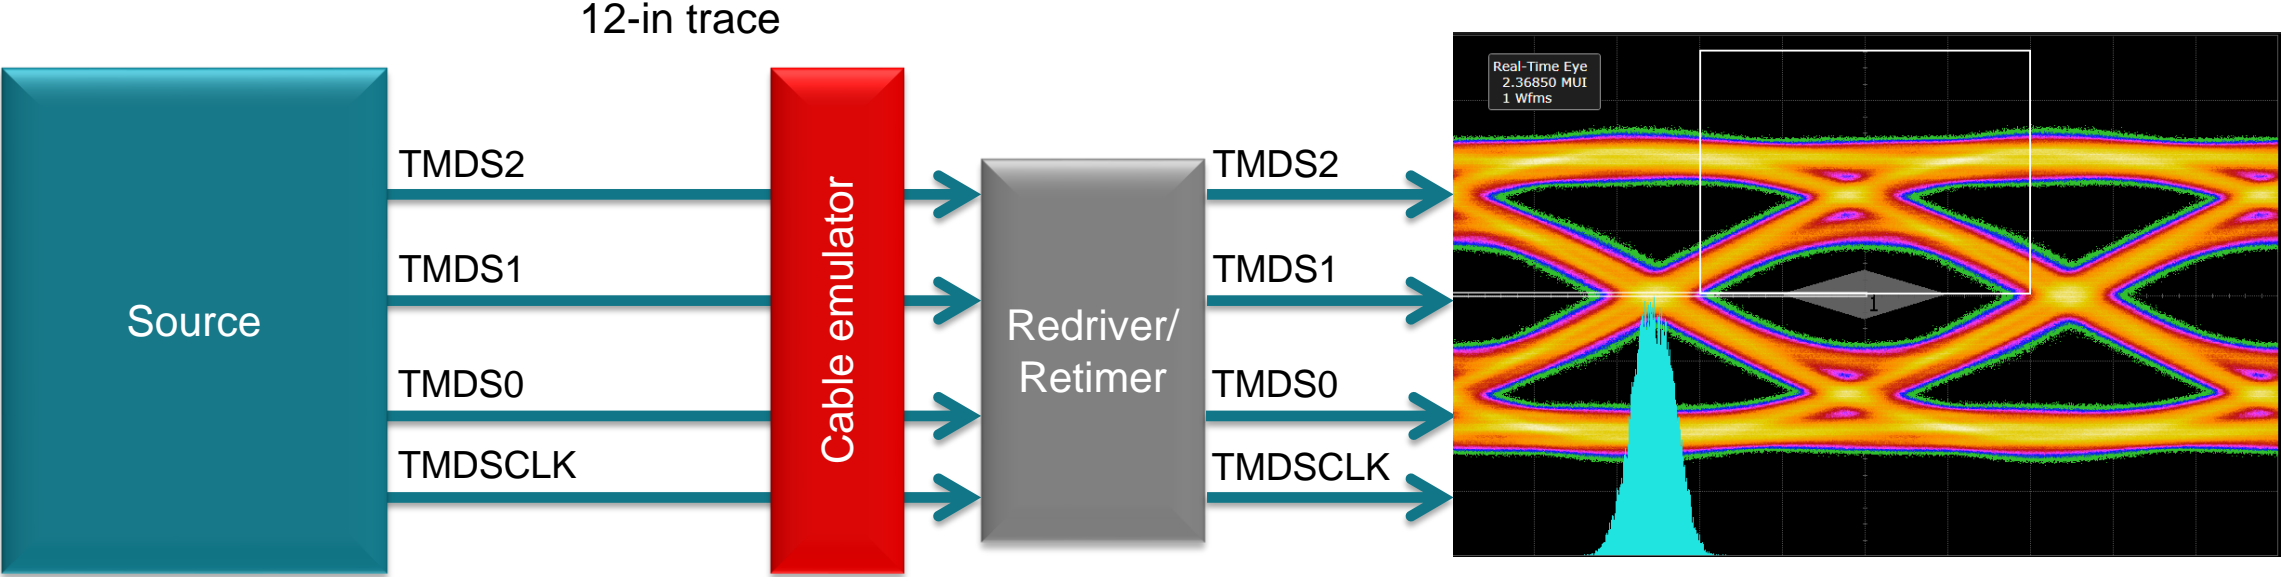 12-in trace
Source
TMDS2
TMDS1
TMDS0
TMDSCLK
Cable emulator
Redriver/
Retimer
TMDS2
TMDS1
TMDS0
TMDSCLK
Real-Time Eye
2.36850 MUI
1 Wfms
1